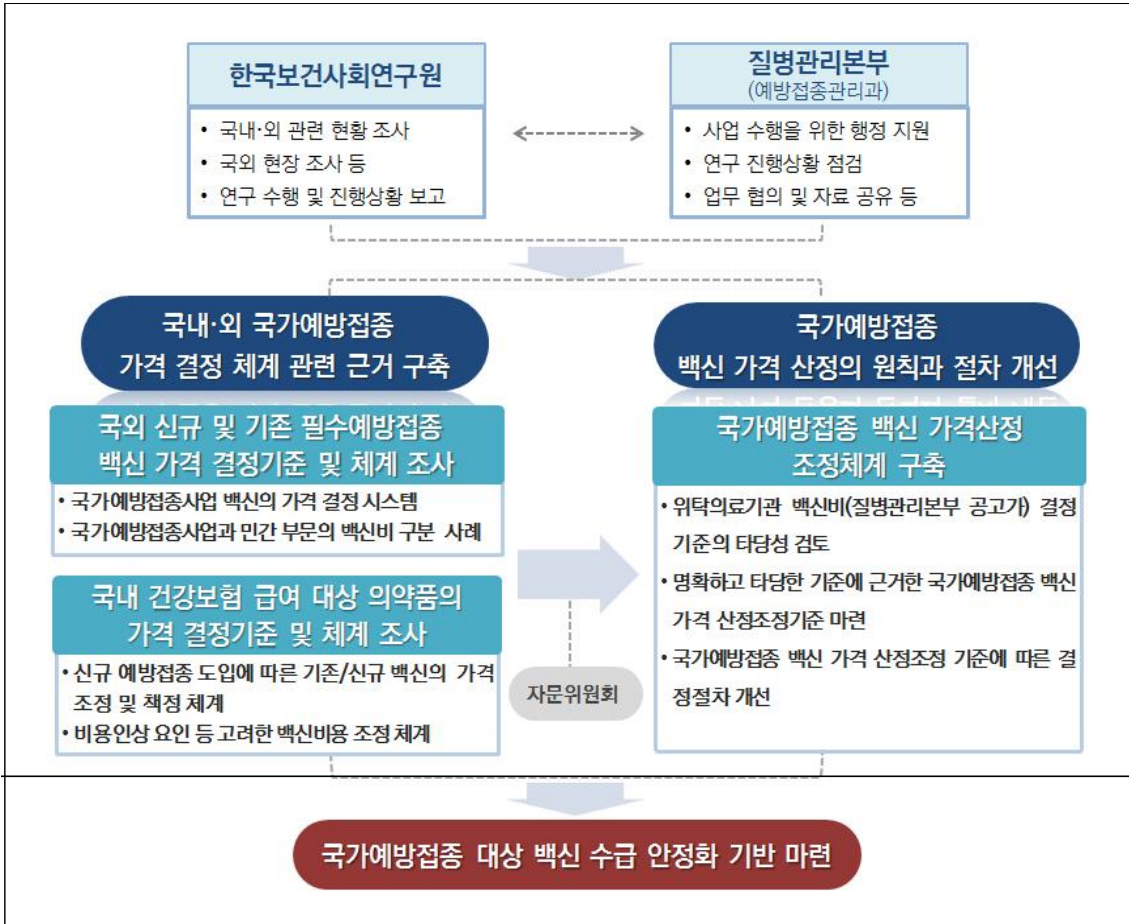 한국보건사회연구원
• 국내·외 관련 현황 조사
• 국외 현장 조사 등
• 연구 수행 및 진행상황 보고
질병관리본부
(예방접종관리과)
• 사업 수행을 위한 행정 지원
• 연구 진행상황 점검
• 업무 협의 및 자료 공유 등
국내·외 국가예방접종
가격 결정 체계 관련 근거 구축
국외 신규 및 기존 필수예방접종
백신 가격 결정기준 및 체계 조사
• 국가예방접종사업 백신의 가격 결정 시스템
• 국가예방접종사업과 민간 부문의 백신비 구분 사례
국내 건강보험 급여 대상 의약품의
가격 결정기준 및 체계 조사
• 신규 예방접종 도입에 따른 기존/신규 백신의 가격
조정 및 책정 체계
• 비용인상 요인 등 고려한 백신비용 조정 체계
자문위원회
국가예방접종
백신 가격 산정의 원칙과 절차 개선
국가예방접종 백신 가격산정
조정체계 구축
• 위탁의료기관 백신비(질병관리본부 공고가) 결정
기준의 타당성 검토
• 명확하고 타당한 기준에 근거한 국가예방접종 백신
가격 산정조정기준 마련
• 국가예방접종 백신 가격 산정조정 기준에 따른 결
정절차 개선
국가예방접종 대상 백신 수급 안정화 기반 마련